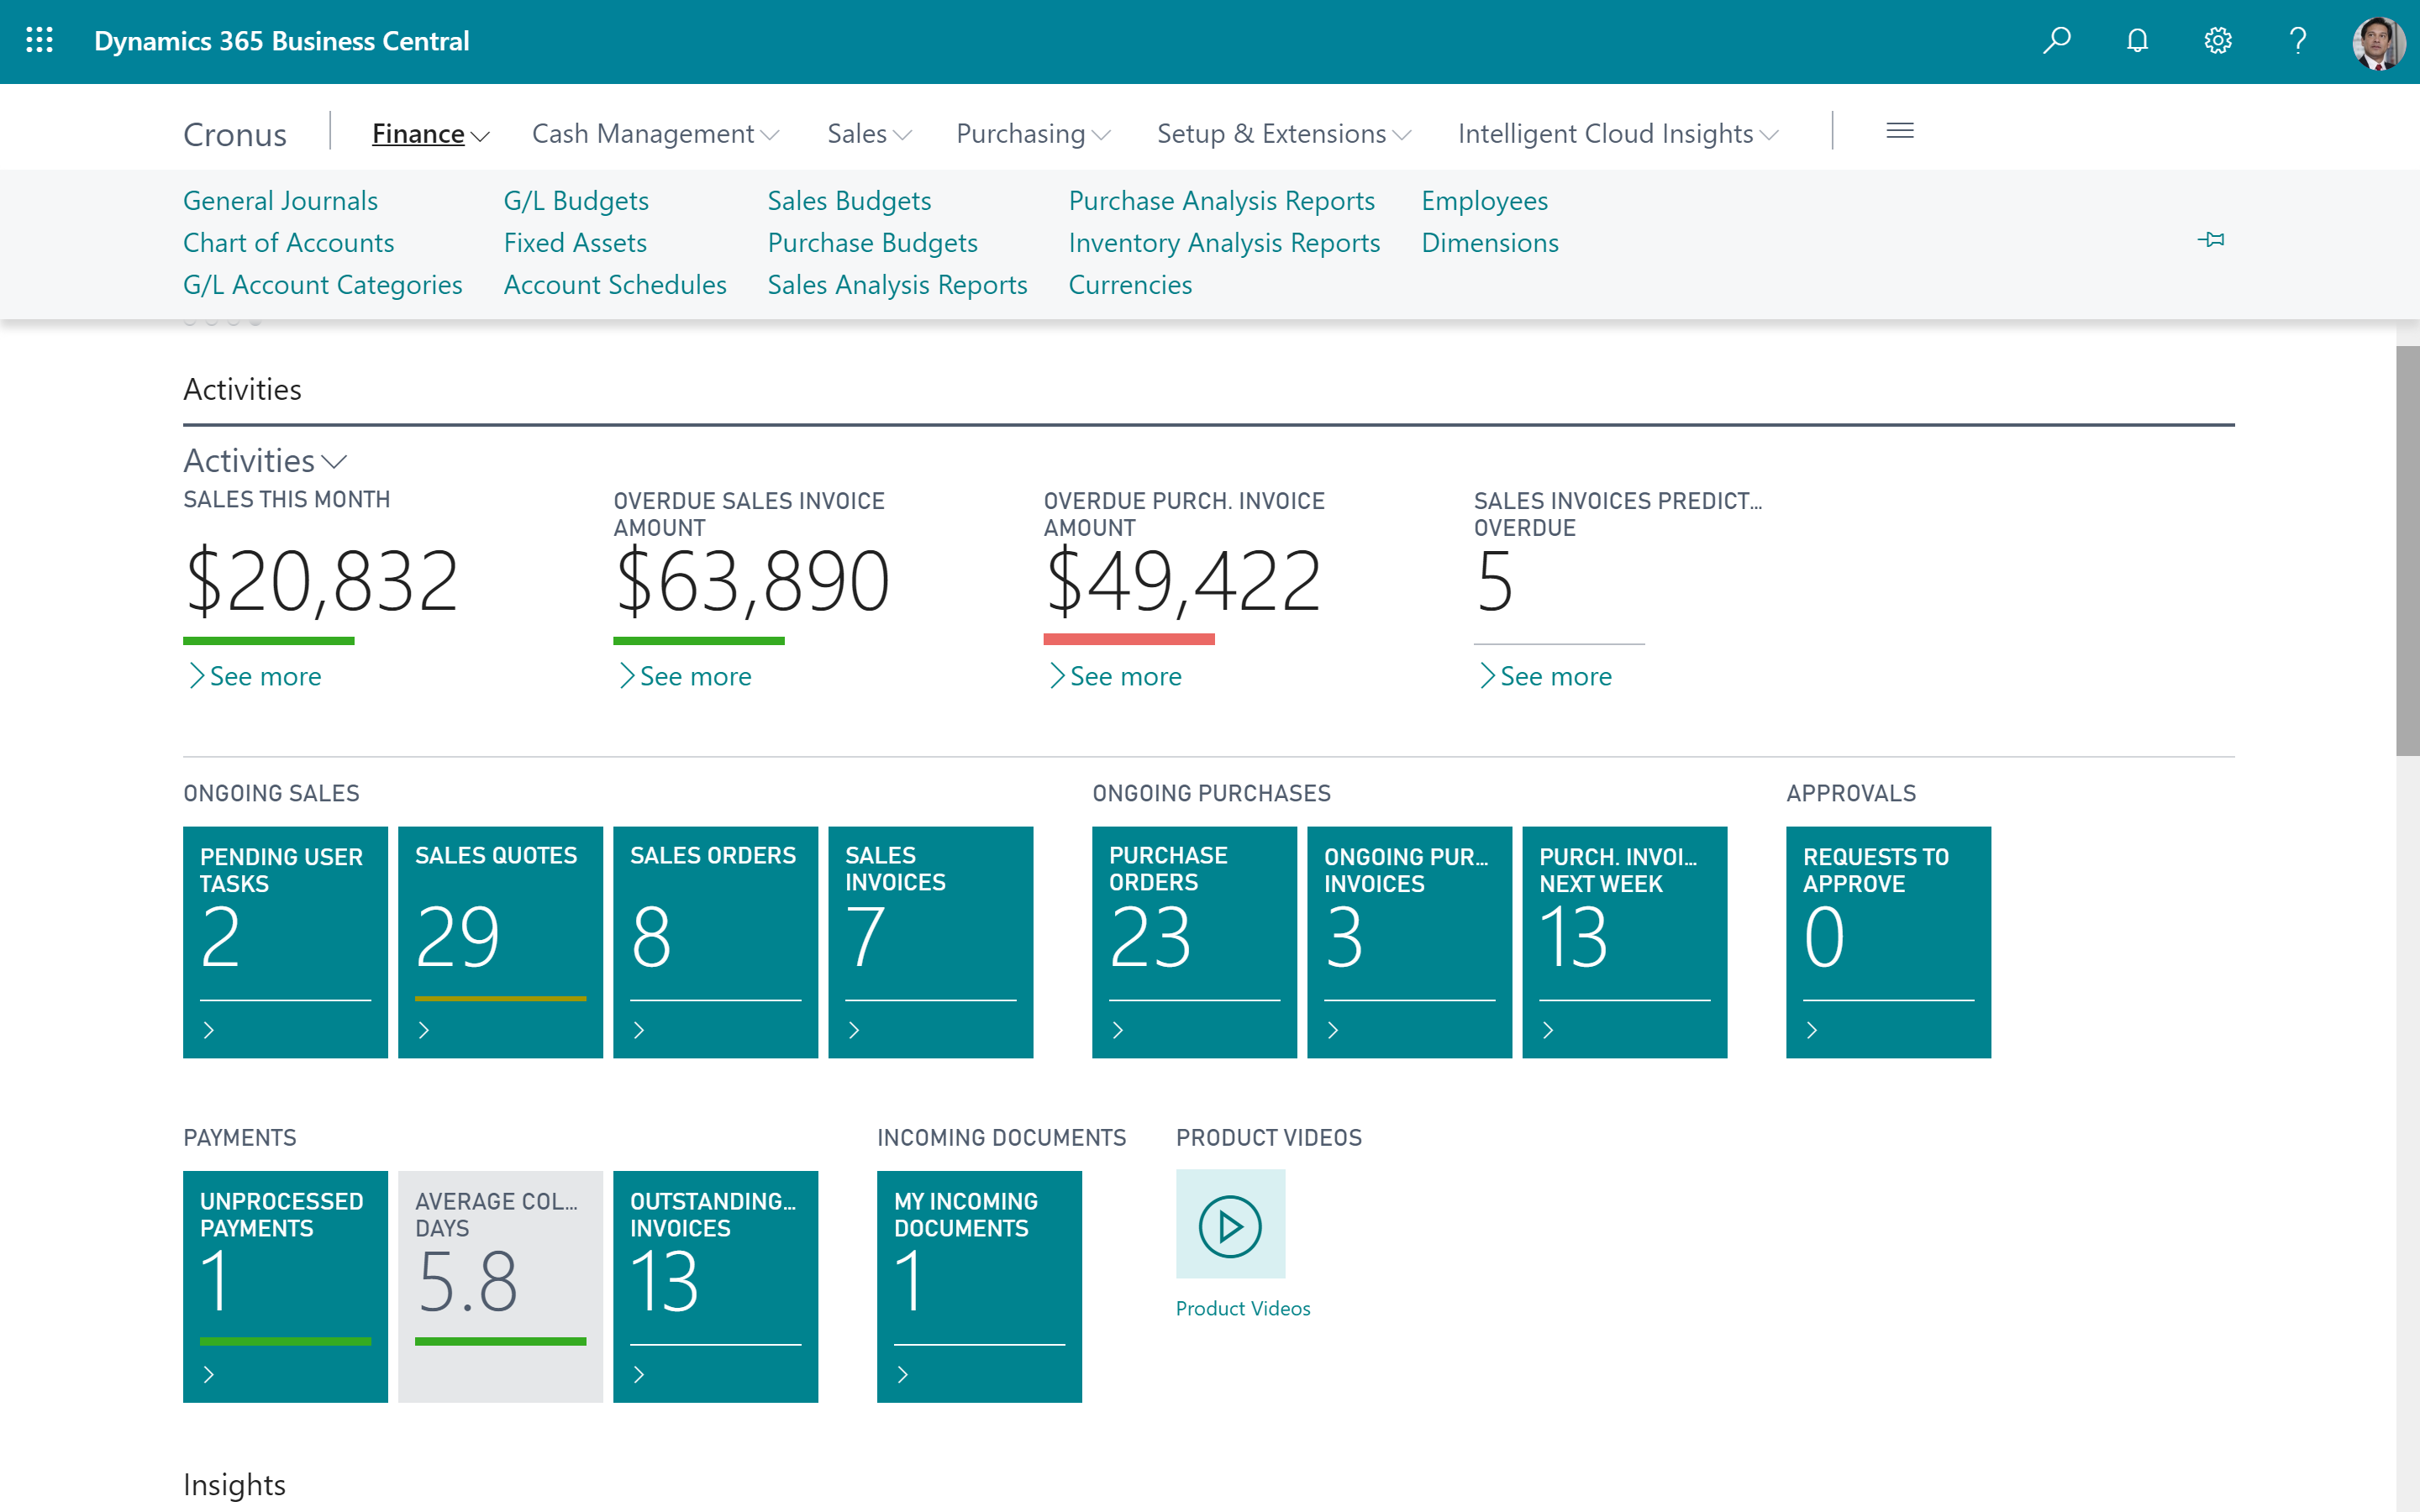 Dynamics 365 Business Central
?
Cronus
Finance
Cash Management
Sales
Purchasing
Setup & Extensions
Intelligent Cloud Insights
General Journals
Chart of Accounts
G/L Account Categories
G/L Budgets
Fixed Assets
Account Schedules
Sales Budgets
Purchase Budgets
Sales Analysis Reports
Purchase Analysis Reports
Inventory Analysis Reports
Currencies
Employees
Dimensions
Activities
Activities
SALES THIS MONTH
$20,832
See more
OVERDUE SALES INVOICE
AMOUNT
$63,890
See more
OVERDUE PURCH. INVOICE
AMOUNT
$49,422
See more
SALES INVOICES PREDICT...
OVERDUE
5
See more
ONGOING SALES
PENDING USER
TASKS
2
SALES QUOTES
29
SALES ORDERS
8
SALES
INVOICES
7
ONGOING PURCHASES
PURCHASE
ORDERS
23
ONGOING PUR...
INVOICES
3
PURCH. INVOI...
NEXT WEEK
13
APPROVALS
REQUESTS TO
APPROVE
0
PAYMENTS
UNPROCESSED
PAYMENTS
1
AVERAGE COL...
DAYS
5.8
OUTSTANDING...
INVOICES
13
INCOMING DOCUMENTS
MY INCOMING
DOCUMENTS
1
PRODUCT VIDEOS
Product Videos
Insights